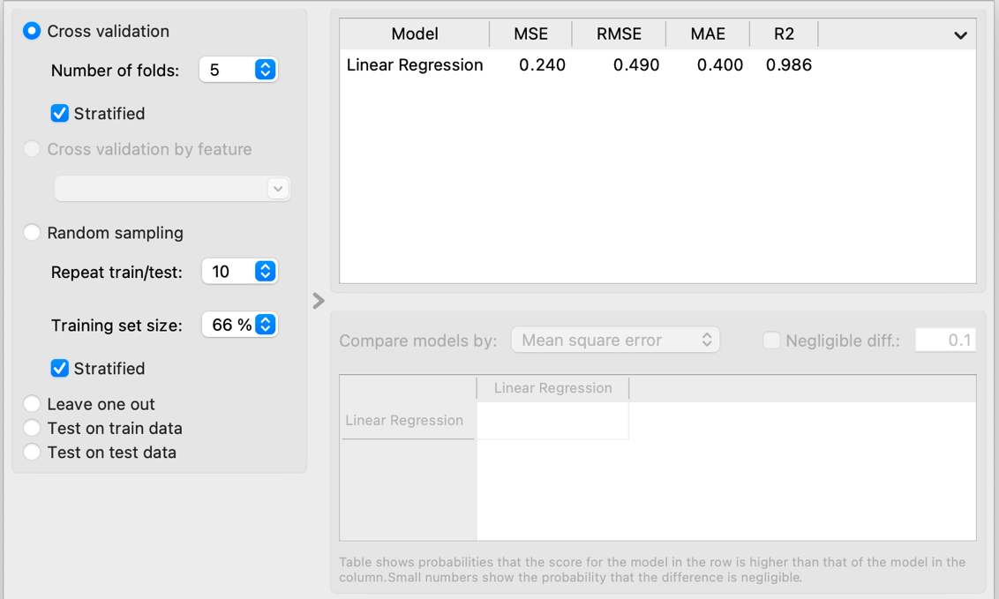 Cross validation
Number of folds: 5
Stratified
Cross validation by feature
Random sampling
Repeat train/test: 10
Training set size: 66 %
Stratified
Leave one out
Test on train data
Test on test data
Model MSE RMSE MAE R2
Linear Regression 0.240 0.490 0.400 0.986
Compare models by: Mean square error Negligible diff.: 0.1
Linear Regression
Linear Regression
Table shows probabilities that the score for the model in the row is higher than that of the model in the
column.Small numbers show the probability that the difference is negligible.